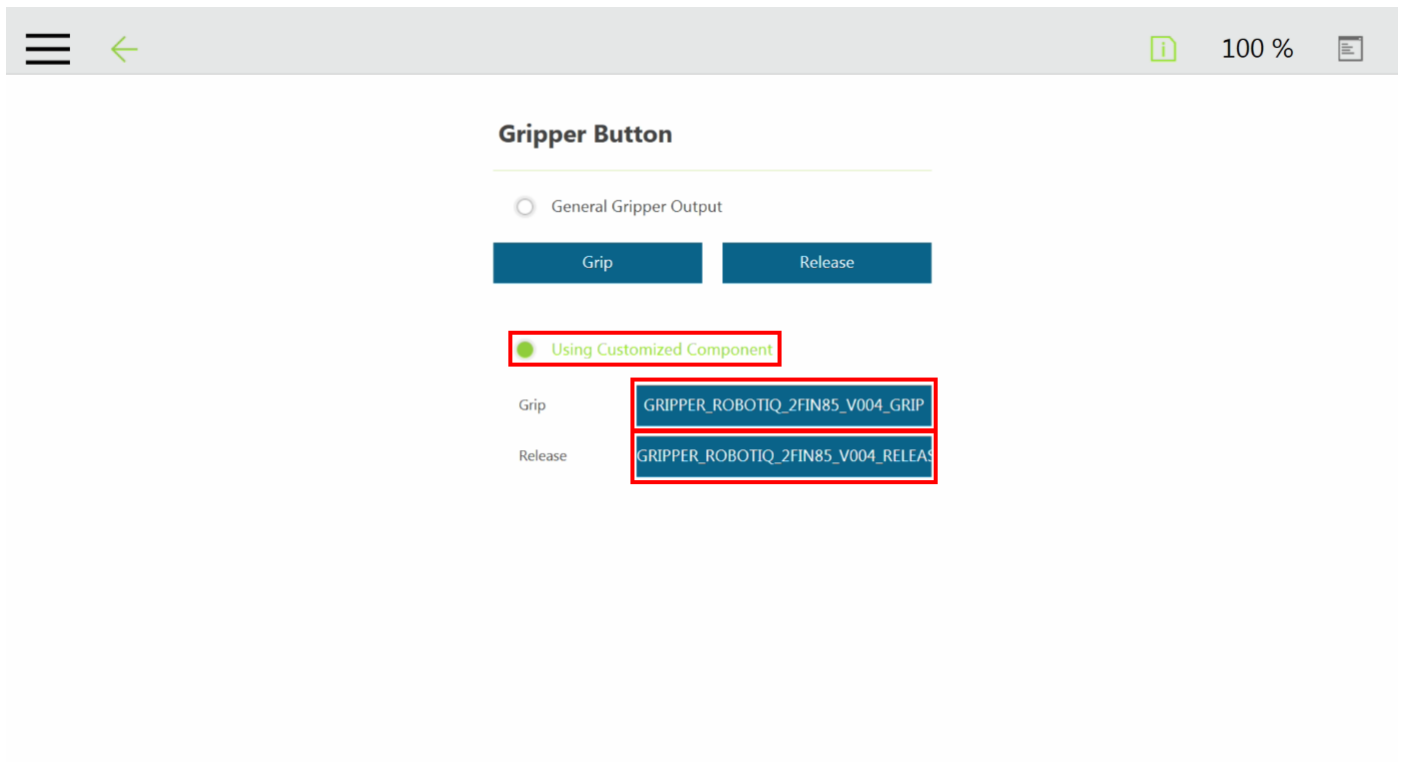 100 %
Gripper Button
General Gripper Output
Grip Release
Using Customized Component
Grip GRIPPER_ROBOTIQ_2FIN85_V004_GRIP
Release GRIPPER_ROBOTIQ_2FIN85_V004_RELEAS